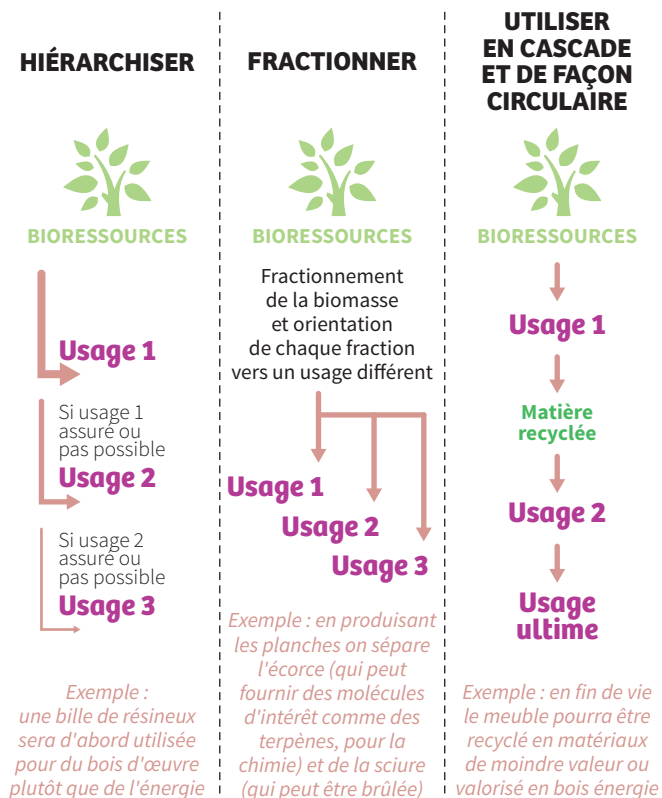 HIÉRARCHISER
BIORESSOURCES
Usage 1
Si usage 1
assuré ou
pas possible
Usage 2
Si usage 2
assuré ou
pas possible
Usage 3
Exemple :
une bille de résineux
sera d'abord utilisée
pour du bois d'œuvre
plutôt que de l'énergie
FRACTIONNER
BIORESSOURCES
Fractionnement
de la biomasse
et orientation
de chaque fraction
vers un usage différent
Usage 1
Usage 2
Usage 3
Exemple : en produisant
les planches on sépare
l'écorce (qui peut
fournir des molécules
d'intérêt comme des
terpènes, pour la
chimie) et de la sciure
(qui peut être brûlée)
UTILISER
EN CASCADE
ET DE FAÇON
CIRCULAIRE
BIORESSOURCES
Usage 1
Matière
recyclée
Usage 2
Usage
ultime
Exemple : en fin de vie
le meuble pourra être
recyclé en matériaux
de moindre valeur ou
valorisé en bois énergie